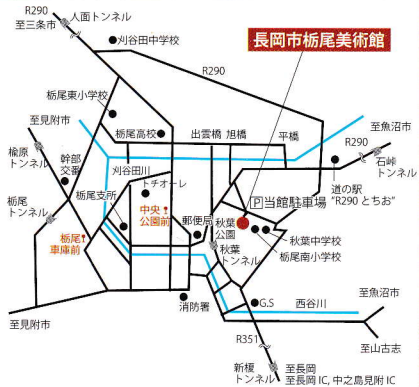 R290
至三条市
人面トンネル
刈谷田中学校
長岡市栃尾美術館
R290
栃尾東小学校
至見附市
栃尾高校
出雲橋
旭橋
平橋
至魚沼市
R290
石峠
トンネル
楡原
トンネル
幹部
交番
刈谷田川
道の駅
“R290 とちお”
栃尾支所
トチオーレ
P当館駐車場
栃尾
トンネル
中央
公園前
郵便局
秋葉
公園
秋葉中学校
栃尾南小学校
栃尾
車庫前
秋葉
トンネル
消防署
G.S
西谷川
至魚沼市
至見附市
至山古志
R351
新榎
トンネル
至長岡
至長岡 IC, 中之島見附 IC